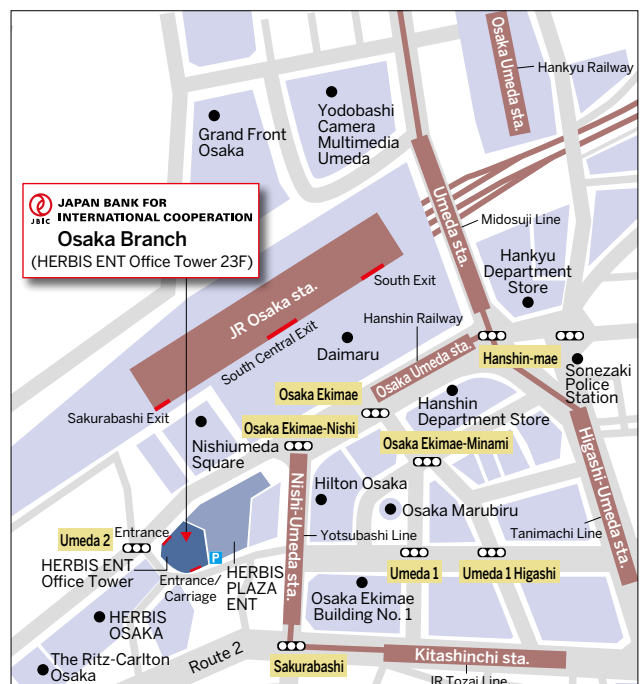 Osaka Umeda sta.
Hankyu Railway
Grand Front
Osaka
Yodobashi
Camera
Multimedia
Umeda
JBIC
JAPAN BANK FOR
INTERNATIONAL COOPERATION
Osaka Branch
(HERBIS ENT Office Tower 23F)
Umeda sta.
Midosuji Line
Hankyu
Department
Store
JR Osaka sta.
South Exit
South Central Exit
Sakurabashi Exit
Daimaru
Hanshin Railway
Osaka Umeda sta.
Hanshin-mae
Sonezaki
Police
Station
Osaka Ekimae
Hanshin
Department Store
Osaka Ekimae-Nishi
Osaka Ekimae-Minami
Nishiumeda
Square
Higashi-Umeda sta.
Hilton Osaka
Nishi-Umeda sta.
Osaka Marubiru
Yotsubashi Line
Tanimachi Line
Umeda 2
Entrance
P
HERBIS ENT
Office Tower
Entrance/
Carriage
HERBIS
PLAZA
ENT
Umeda 1
Umeda 1 Higashi
Osaka Ekimae
Building No. 1
HERBIS
OSAKA
The Ritz-Carlton
Osaka
Route 2
Sakurabashi
Kitashinchi sta.
JR Tozai Line